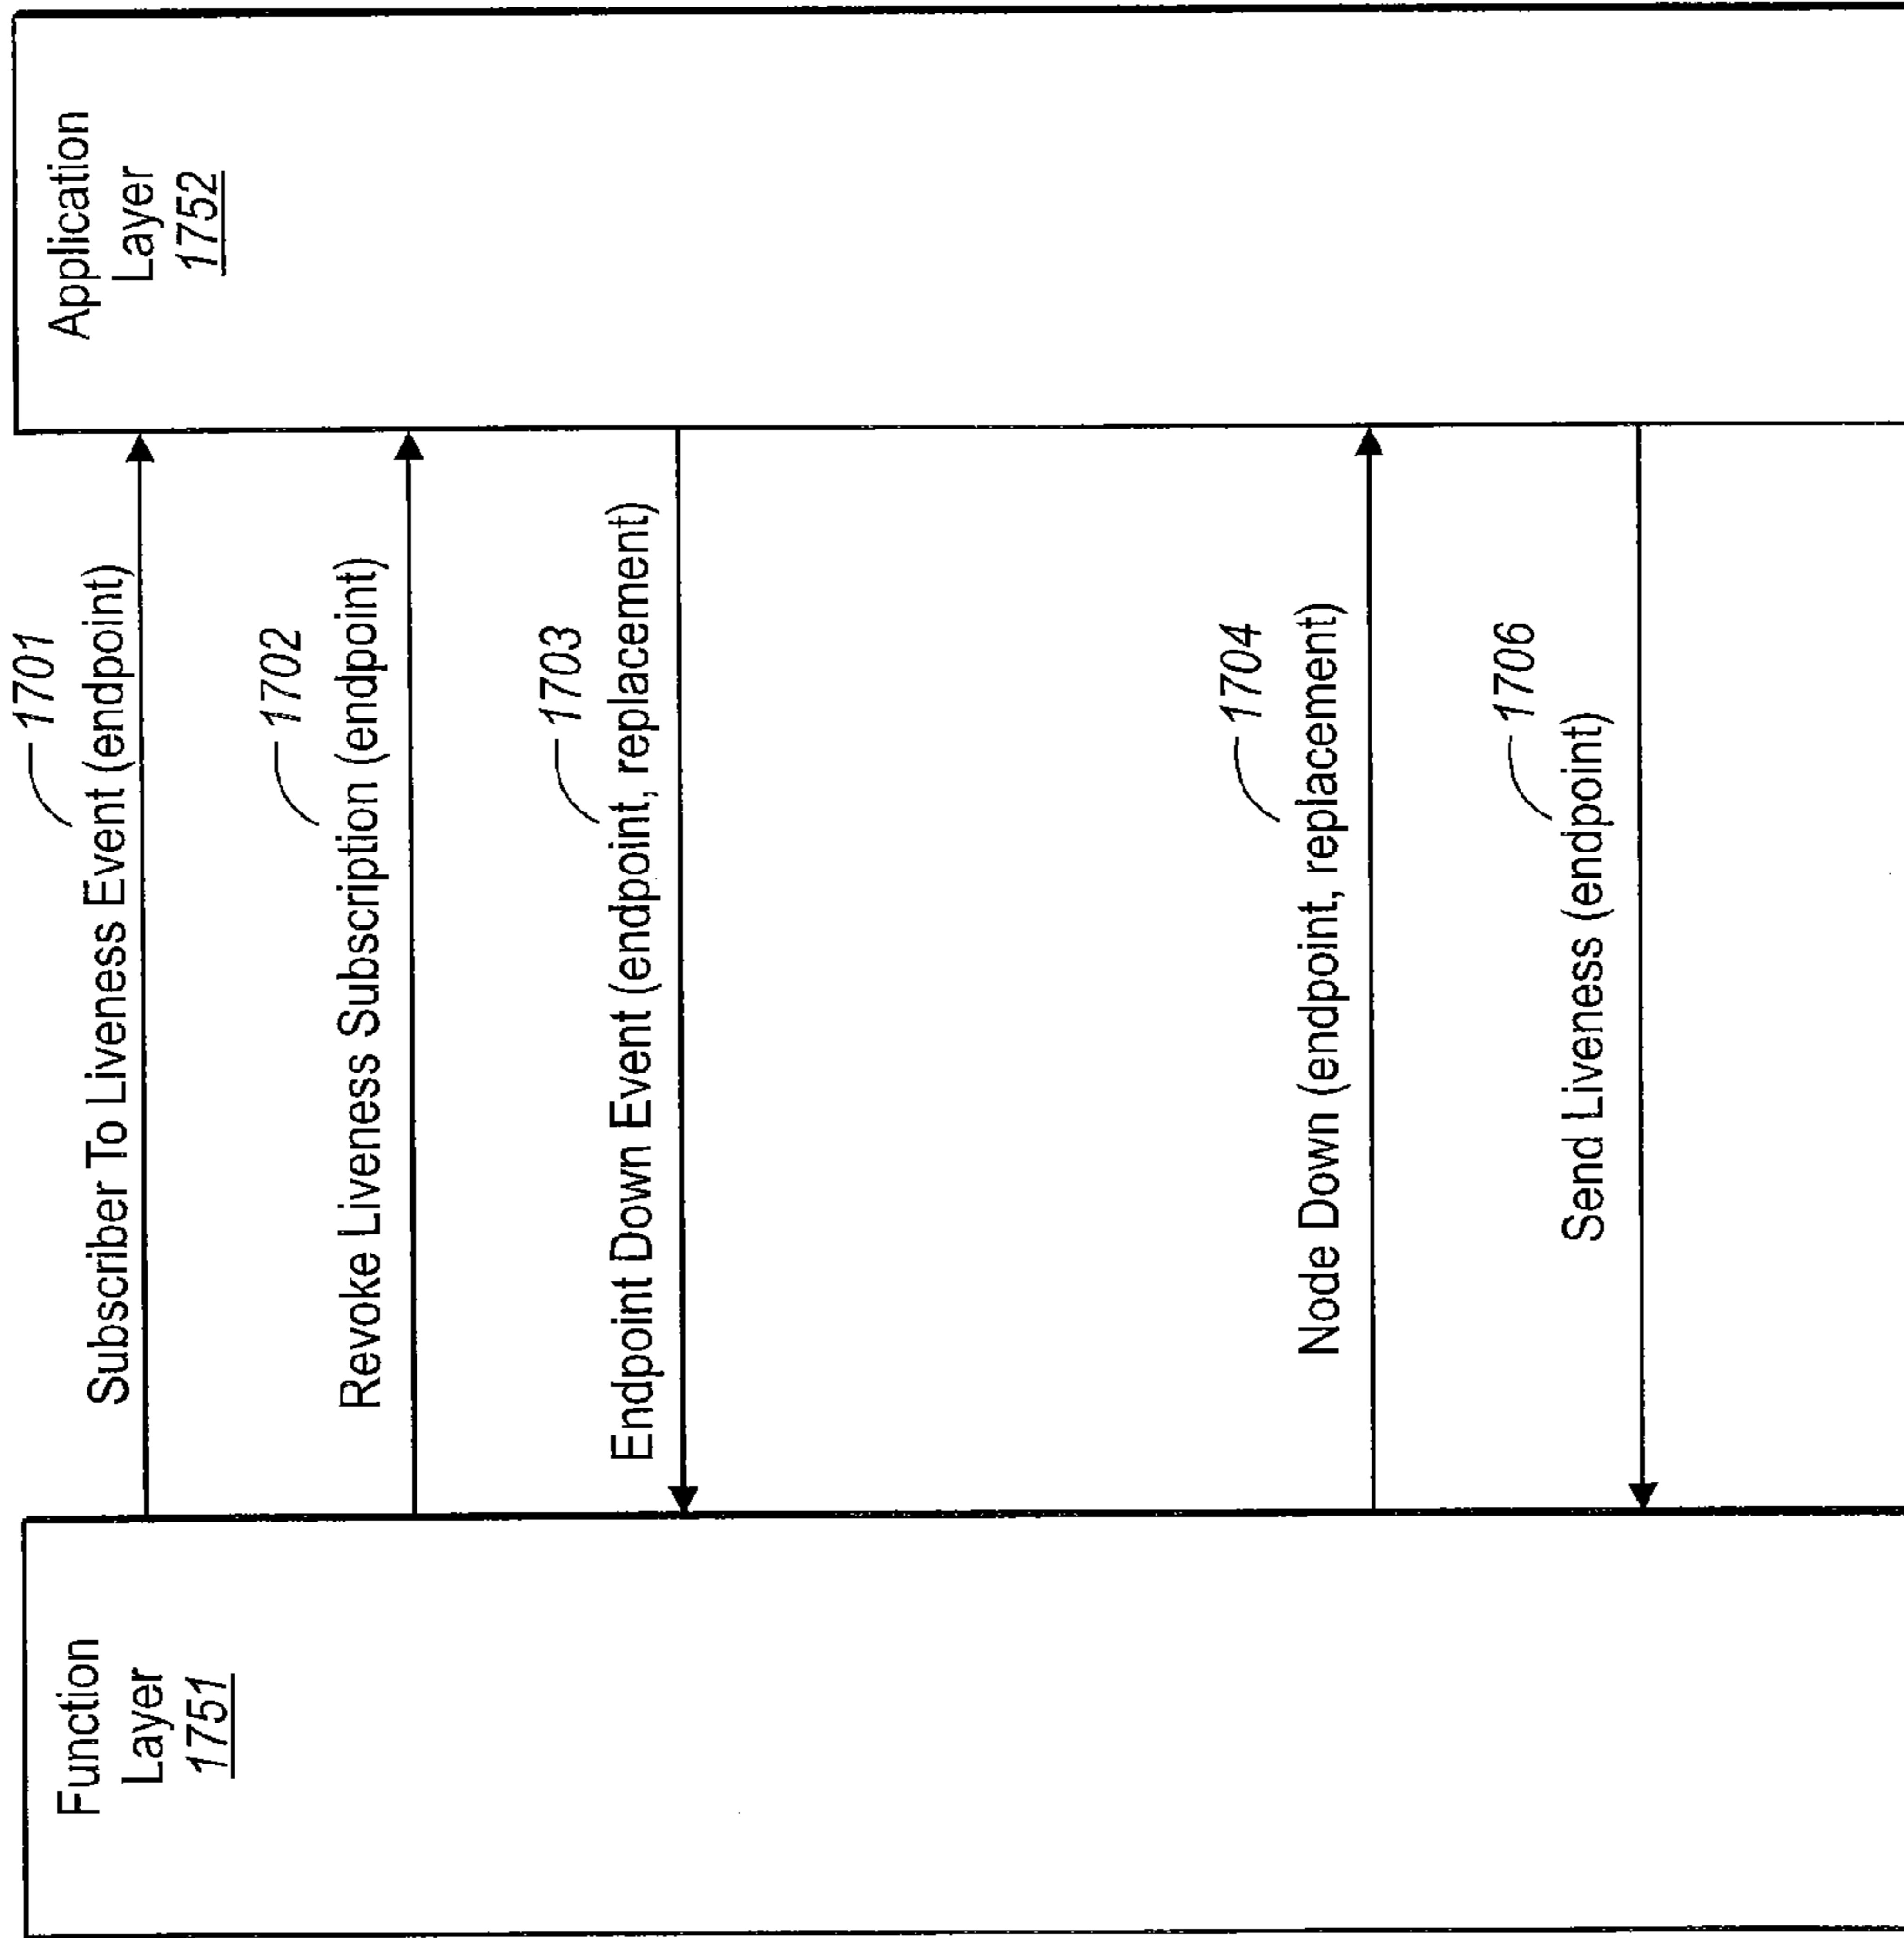 Function
Layer
1751
Application
Layer
1752
1701
Subscriber To Liveness Event (endpoint)
1702
Revoke Liveness Subscription (endpoint)
1703
Endpoint Down Event (endpoint, replacement)
1704
Node Down (endpoint, replacement)
1706
Send Liveness (endpoint)